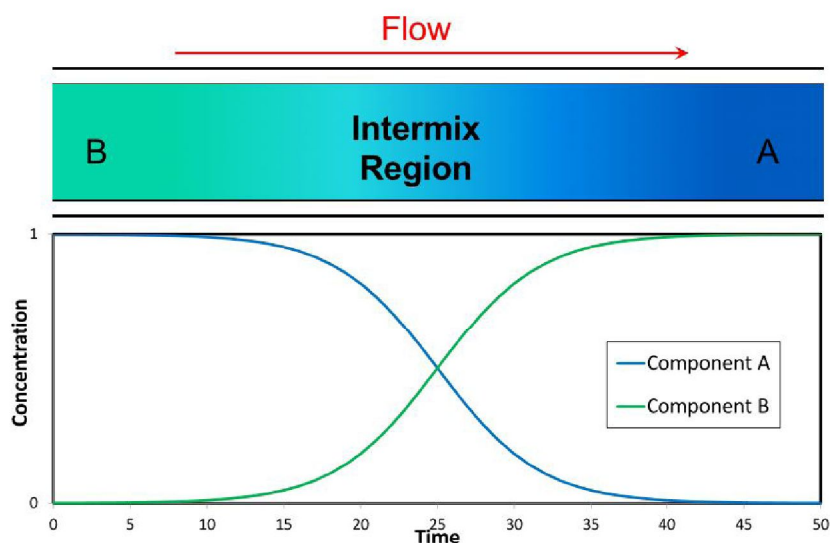 Flow
B
Intermix
Region
A
1
Concentration
0
Component A
Component B
0 5 10 15 20 25 30 35 40 45 50
Time